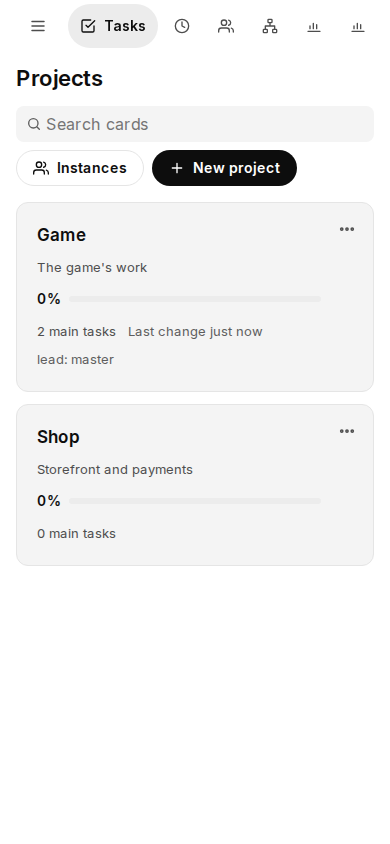 Tasks
Projects
Search cards
Instances
New project
Game
The game's work
0%
2 main tasks Last change just now
lead: master
Shop
Storefront and payments
0%
0 main tasks